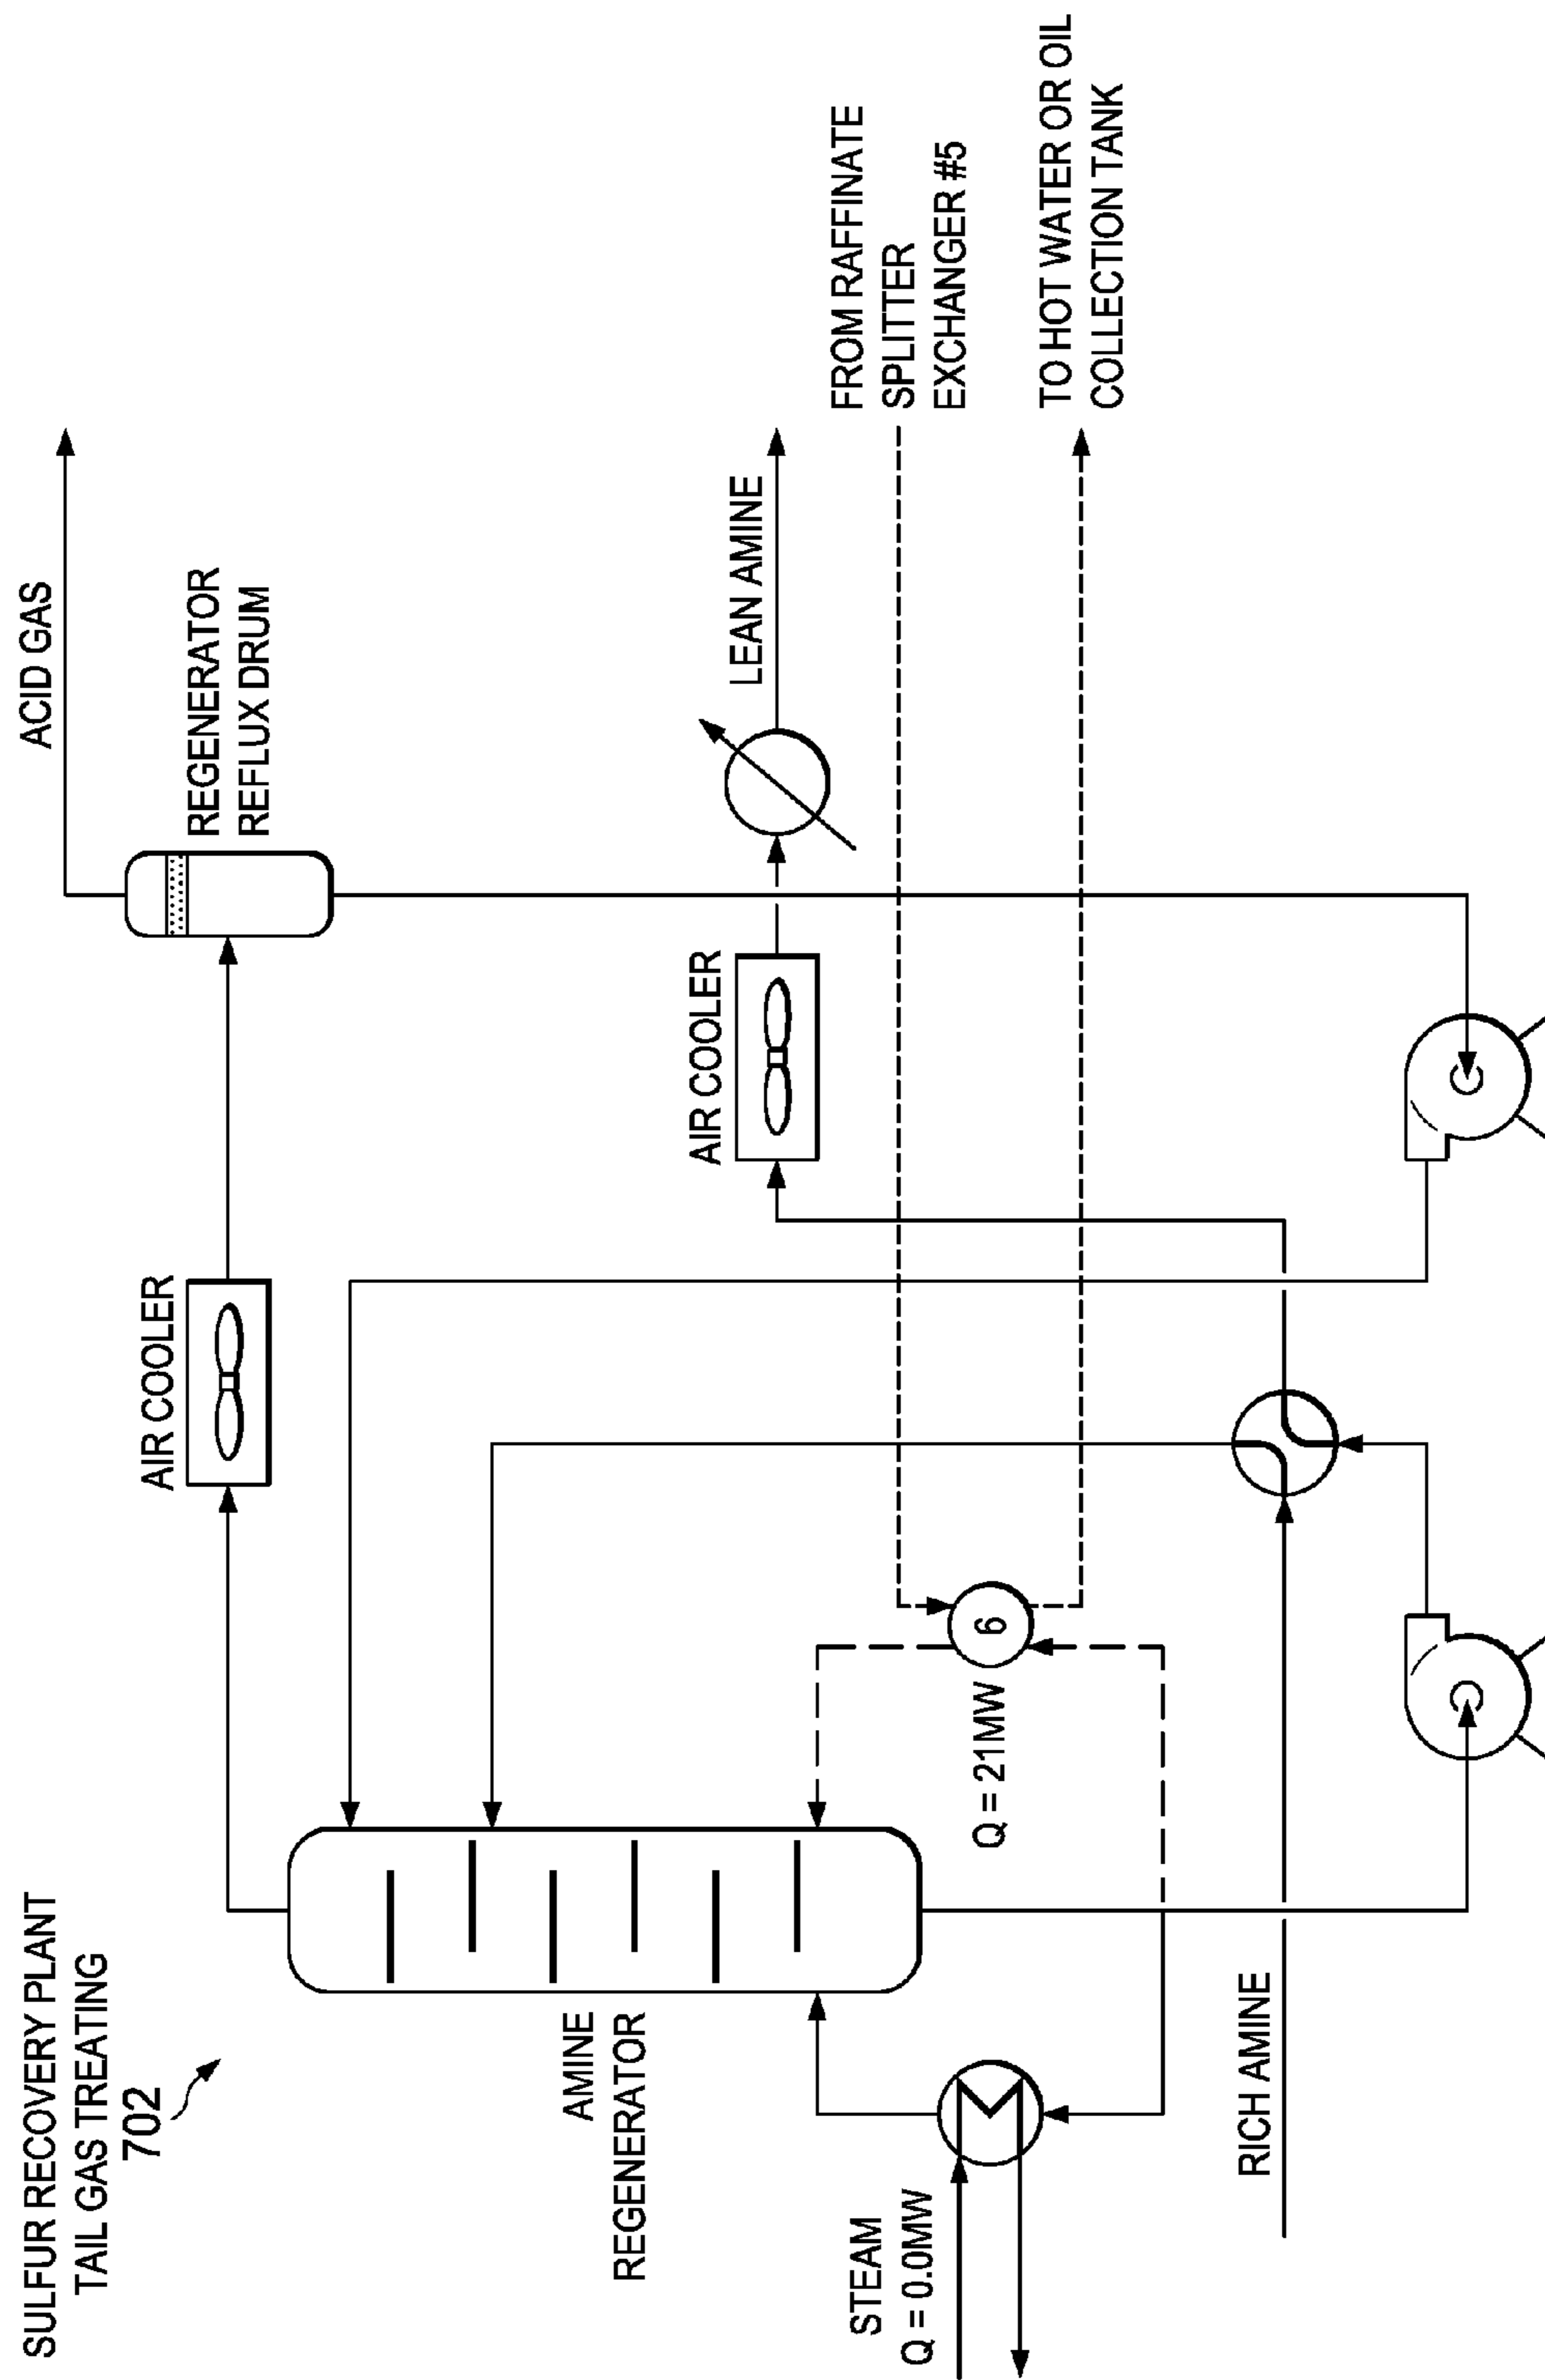 SULFUR RECOVERY PLANT
TAIL GAS TREATING
702
ACID GAS
AIR COOLER
REGENERATOR
REFLUX DRUM
AMINE
REGENERATOR
AIR COOLER
LEAN AMINE
FROM RAFFINATE
SPLITTER
EXCHANGER #5
STEAM
Q = 0.0MW
Q = 21MW
6
TO HOT WATER OR OIL
COLLECTION TANK
RICH AMINE